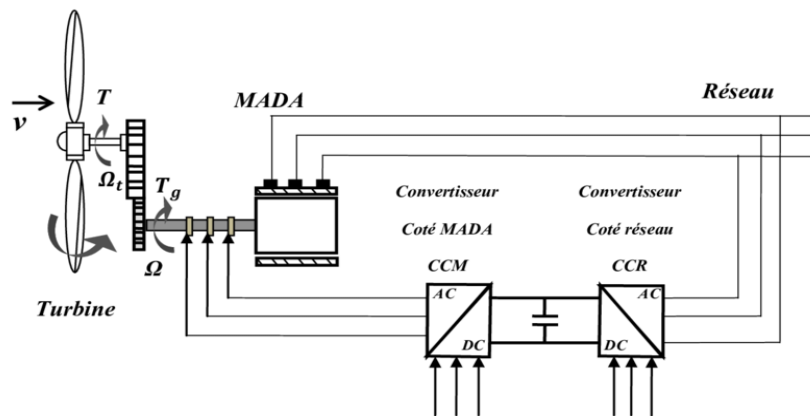 MADA
Réseau
v
T
Ω_t
T_g
Ω
Turbine
Convertisseur
Coté MADA
CCM
Convertisseur
Coté réseau
CCR
AC
DC
AC
DC